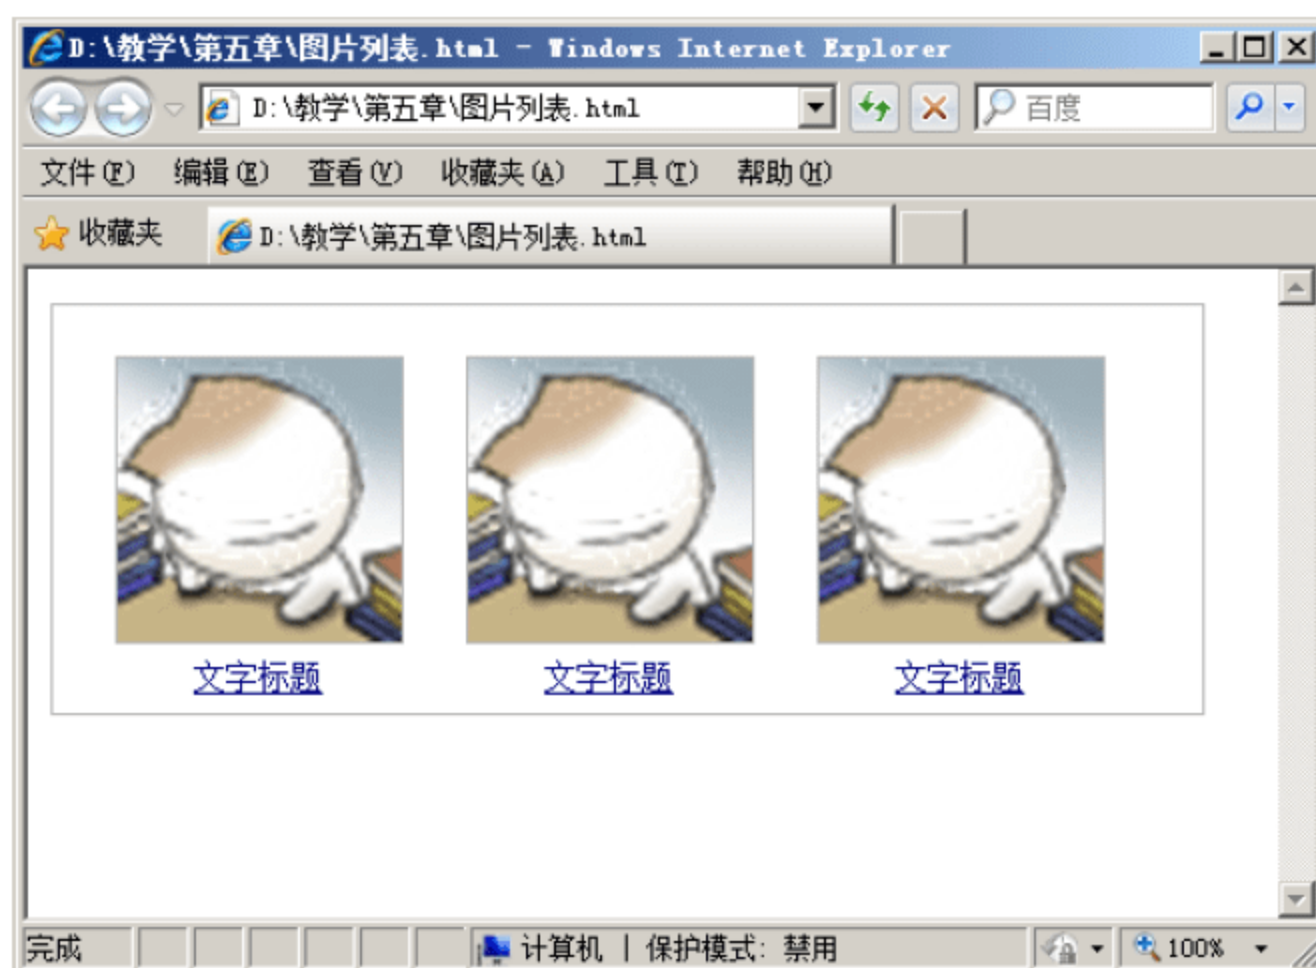 D:\教学\第五章\图片列表.html - Windows Internet Explorer
D:\教学\第五章\图片列表.html
百度
文件(F) 编辑(E) 查看(V) 收藏夹(A) 工具(T) 帮助(H)
收藏夹 D:\教学\第五章\图片列表.html
文字标题 文字标题 文字标题
完成 计算机 | 保护模式: 禁用 100%